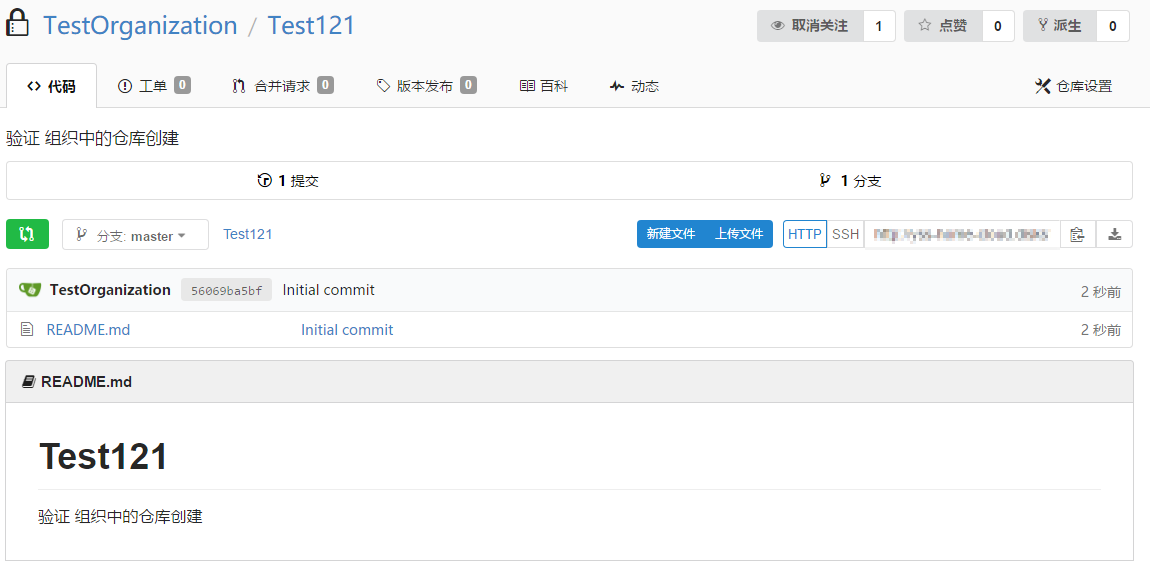 TestOrganization / Test121
取消关注 1 点赞 0 派生 0
代码 工单 0 合并请求 0 版本发布 0 百科 动态 仓库设置
验证 组织中的仓库创建
1 提交 1 分支
分支: master Test121 新建文件 上传文件 HTTP SSH
TestOrganization 56069ba5bf Initial commit 2 秒前
README.md Initial commit 2 秒前
README.md
Test121
验证 组织中的仓库创建